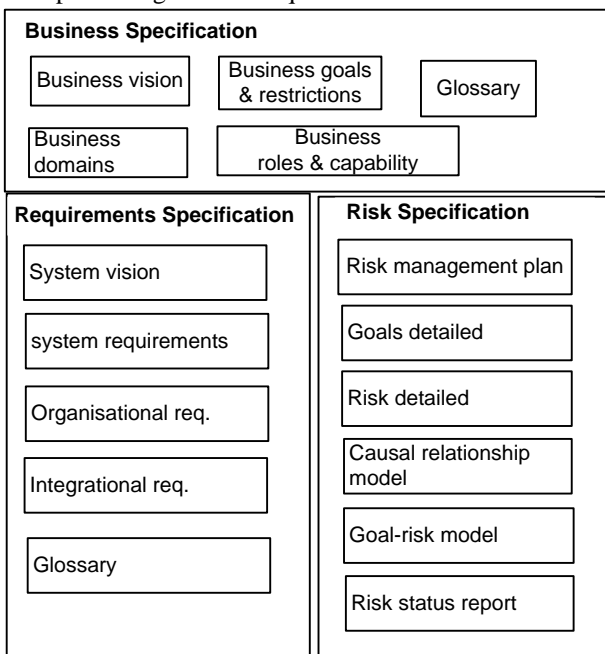 Business Specification
Business vision
Business goals
& restrictions
Glossary
Business
domains
Business
roles & capability
Requirements Specification
System vision
system requirements
Organisational req.
Integrational req.
Glossary
Risk Specification
Risk management plan
Goals detailed
Risk detailed
Causal relationship
model
Goal-risk model
Risk status report